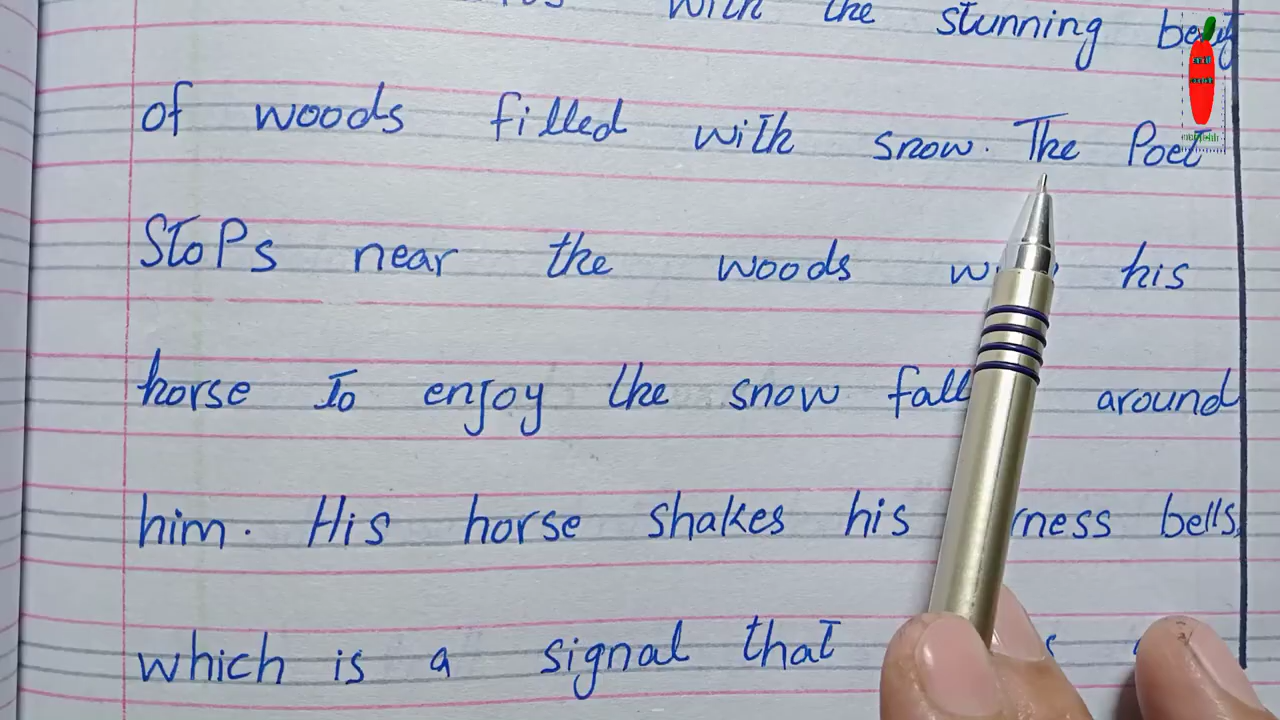 with the stunning
of woods filled with snow. The Poet
StoPs near the woods his
horse To enjoy the snow fall around
him. His horse shakes his bells,
which is a signal that